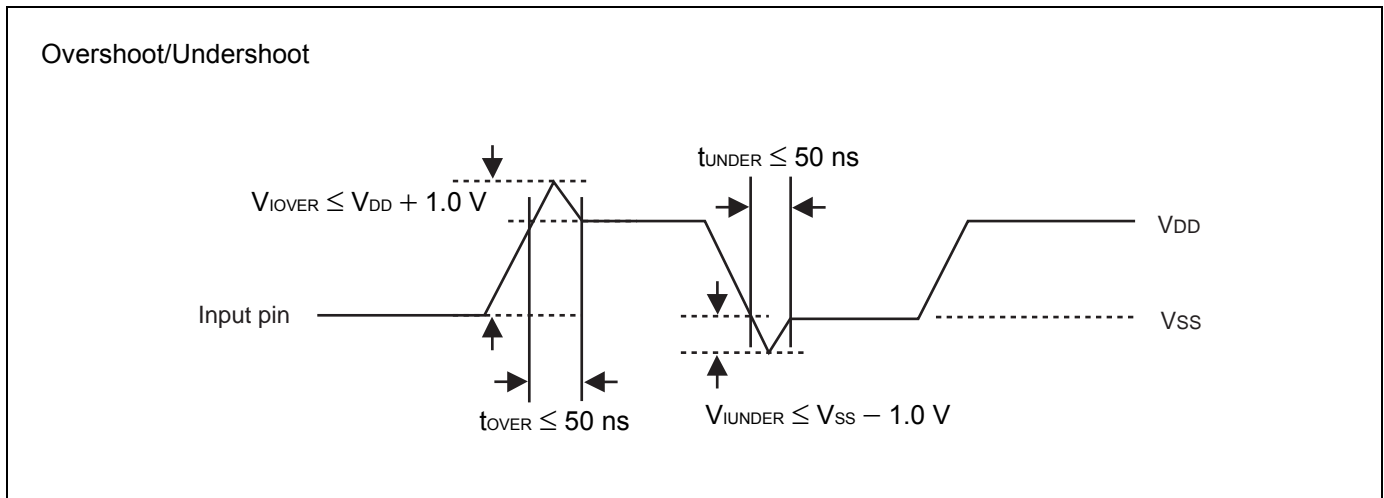 Overshoot/Undershoot
tUNDER ≤ 50 ns
VIOVER ≤ VDD + 1.0 V
VDD
Input pin
VSS
tOVER ≤ 50 ns
VIUNDER ≤ VSS − 1.0 V